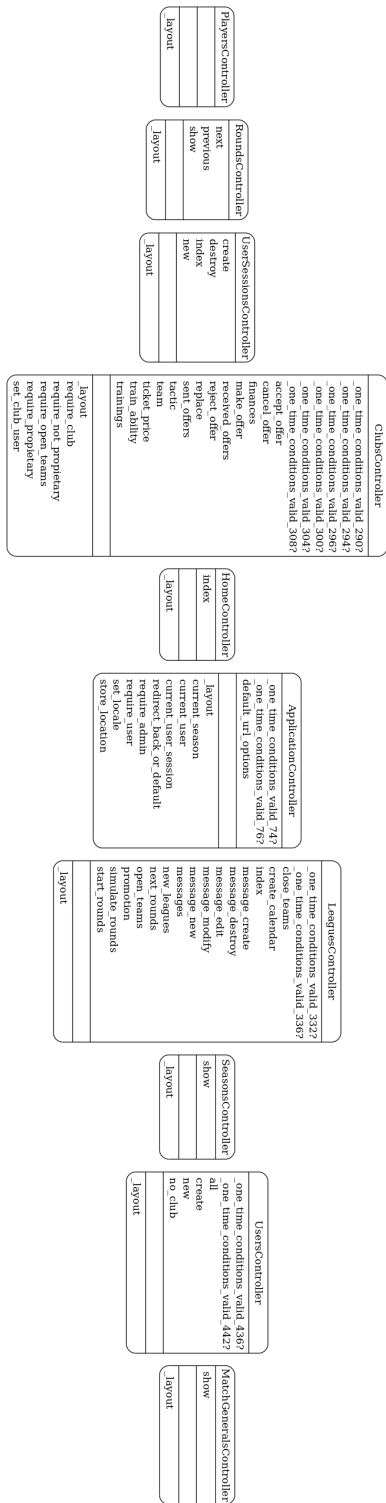 PlayersController
_layout
RoundsController
next
previous
show
_layout
UserSessionsController
create
destroy
index
new
_layout
ClubsController
_one_time_conditions_valid_290?
_one_time_conditions_valid_294?
_one_time_conditions_valid_296?
_one_time_conditions_valid_300?
_one_time_conditions_valid_304?
_one_time_conditions_valid_308?
accept_offer
cancel_offer
finances
make_offer
received_offers
reject_offer
replace
sent_offers
tactic
team
ticket_price
train_ability
trainings
_layout
require_club
require_not_propietary
require_open_teams
require_propietary
set_club_user
HomeController
index
_layout
ApplicationController
_one_time_conditions_valid_74?
_one_time_conditions_valid_76?
default_url_options
_layout
current_season
current_user
current_user_session
redirect_back_or_default
require_admin
require_user
set_locale
store_location
LeaguesController
_one_time_conditions_valid_332?
_one_time_conditions_valid_336?
close_teams
create_calendar
index
message_create
message_destroy
message_edit
message_modify
message_new
messages
new_leagues
next_rounds
open_teams
promotion
simulate_rounds
start_rounds
_layout
SeasonsController
show
_layout
UsersController
_one_time_conditions_valid_436?
_one_time_conditions_valid_442?
all
create
new
no_club
_layout
MatchGeneralsController
show
_layout